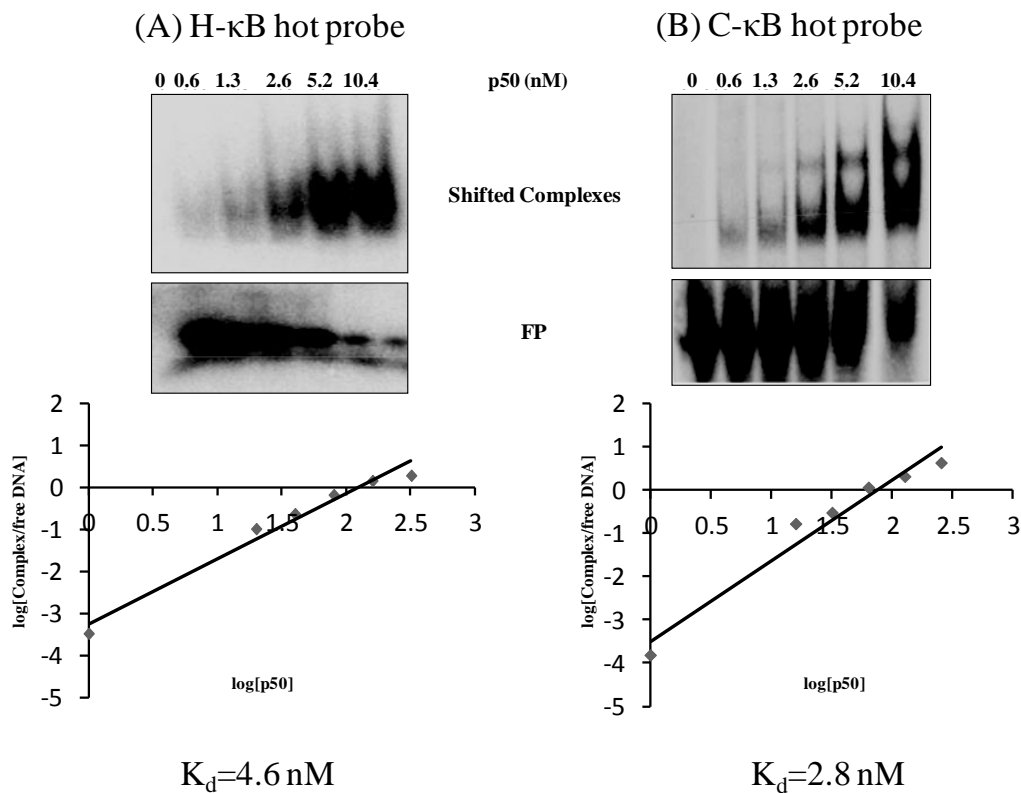 (A) H-κB hot probe
(B) C-κB hot probe
0 0.6 1.3 2.6 5.2 10.4
p50 (nM)
0 0.6 1.3 2.6 5.2 10.4
Shifted Complexes
FP
2
1
0
-1
-2
-3
-4
-5
0 0.5 1 1.5 2 2.5 3
log[Complex/free DNA]
log[p50]
2
1
0
-1
-2
-3
-4
-5
0 0.5 1 1.5 2 2.5 3
log[Complex/free DNA]
log[p50]
Kd=4.6 nM
Kd=2.8 nM